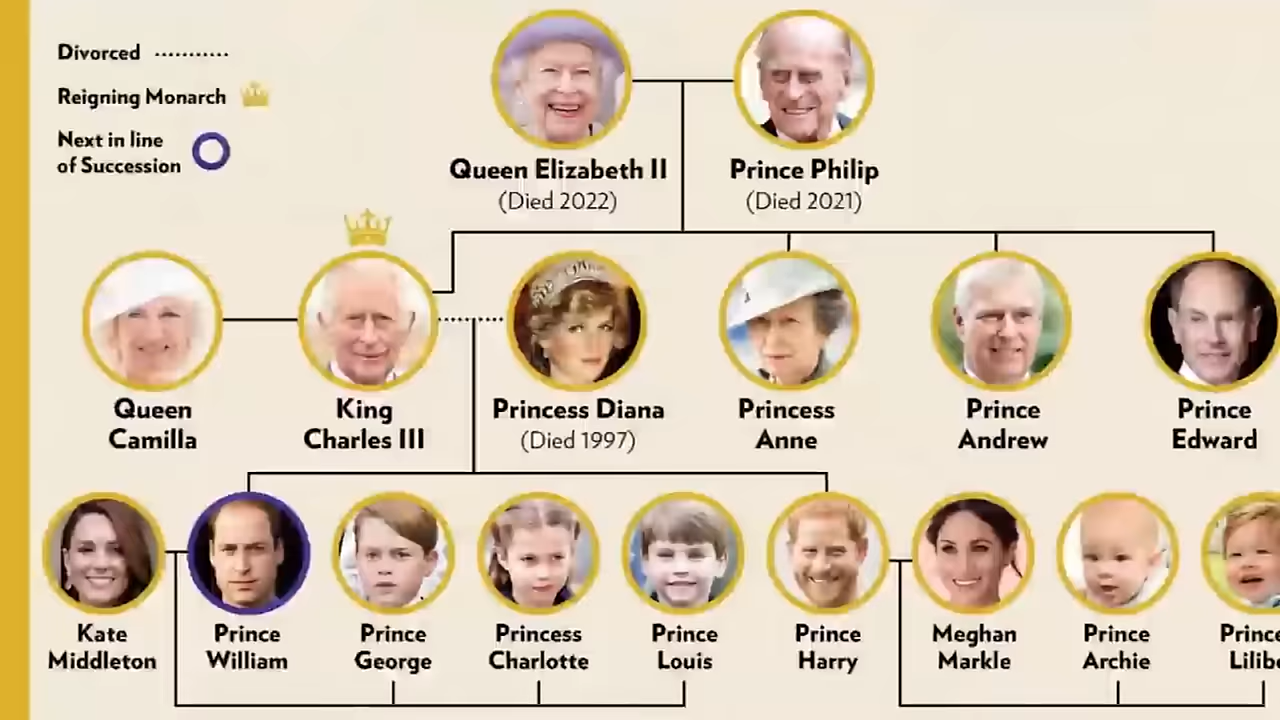 Divorced
Reigning Monarch
Next in line
of Succession
Queen Elizabeth II
(Died 2022)
Prince Philip
(Died 2021)
Queen
Camilla
King
Charles III
Princess Diana
(Died 1997)
Princess
Anne
Prince
Andrew
Prince
Edward
Kate
Middleton
Prince
William
Prince
George
Princess
Charlotte
Prince
Louis
Prince
Harry
Meghan
Markle
Prince
Archie